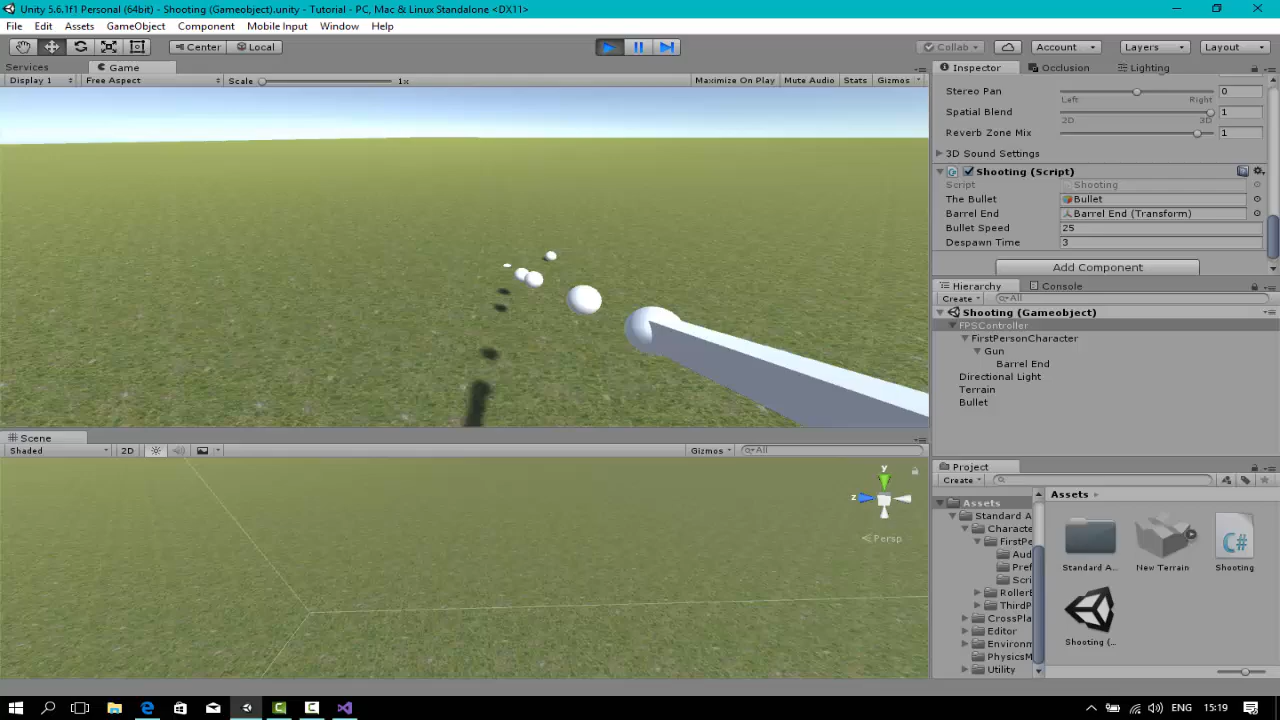 Unity 5.6.1f1 Personal (64bit) - Shooting (Gameobject).unity - Tutorial - PC, Mac & Linux Standalone <DX11>
File Edit Assets GameObject Component Mobile Input Window Help
Center Local Collab Account Layers Layout
Services Game
Display 1 Free Aspect Scale 1x Maximize On Play Mute Audio Stats Gizmos
Inspector Occlusion Lighting
Stereo Pan 0
Left Right
Spatial Blend 1
2D 3D
Reverb Zone Mix 1
3D Sound Settings
Shooting (Script)
Script Shooting
The Bullet Bullet
Barrel End Barrel End (Transform)
Bullet Speed 25
Despawn Time 3
Add Component
Hierarchy Console
Create All
Shooting (Gameobject)
FPSController
FirstPersonCharacter
Gun
Barrel End
Directional Light
Terrain
Bullet
Scene
Shaded 2D Gizmos All
y
z
Persp
Project
Create
Assets
Standard A
Characte
FirstPe
Aud
Pref
Scri
RollerE
ThirdP
CrossPla
Editor
Environm
PhysicsM
Utility
Assets
Standard A... New Terrain Shooting
Shooting (...
ENG 15:19